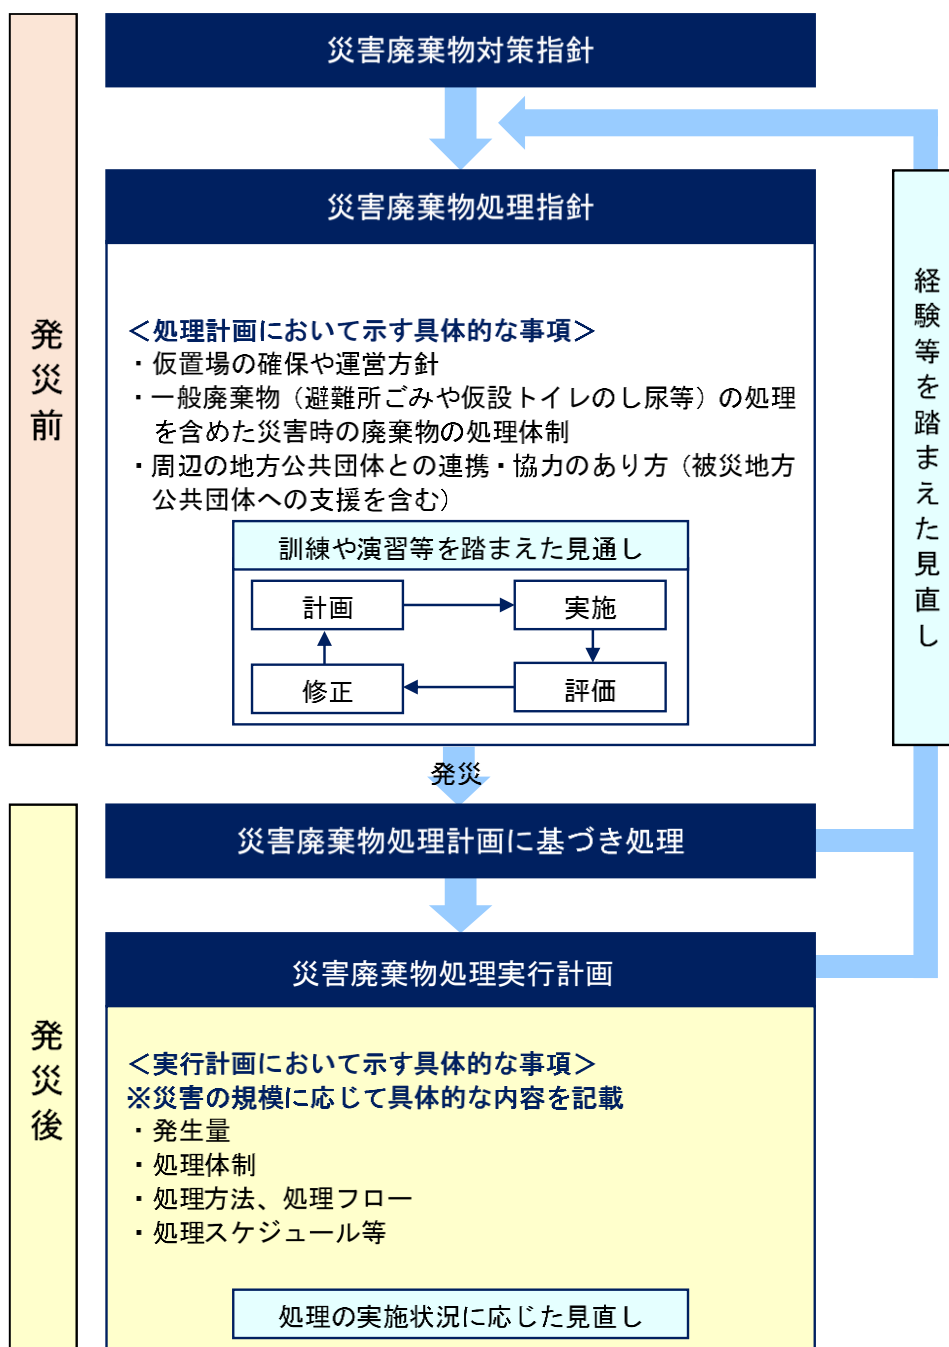 災害廃棄物対策指針
発災前
災害廃棄物処理指針
＜処理計画において示す具体的な事項＞
・仮置場の確保や運営方針
・一般廃棄物（避難所ごみや仮設トイレのし尿等）の処理
を含めた災害時の廃棄物の処理体制
・周辺の地方公共団体との連携・協力のあり方（被災地方
公共団体への支援を含む）
訓練や演習等を踏まえた見通し
計画
実施
修正
評価
経験等を踏まえた見直し
発災
発災後
災害廃棄物処理計画に基づき処理
災害廃棄物処理実行計画
＜実行計画において示す具体的な事項＞
※災害の規模に応じて具体的な内容を記載
・発生量
・処理体制
・処理方法、処理フロー
・処理スケジュール等
処理の実施状況に応じた見直し